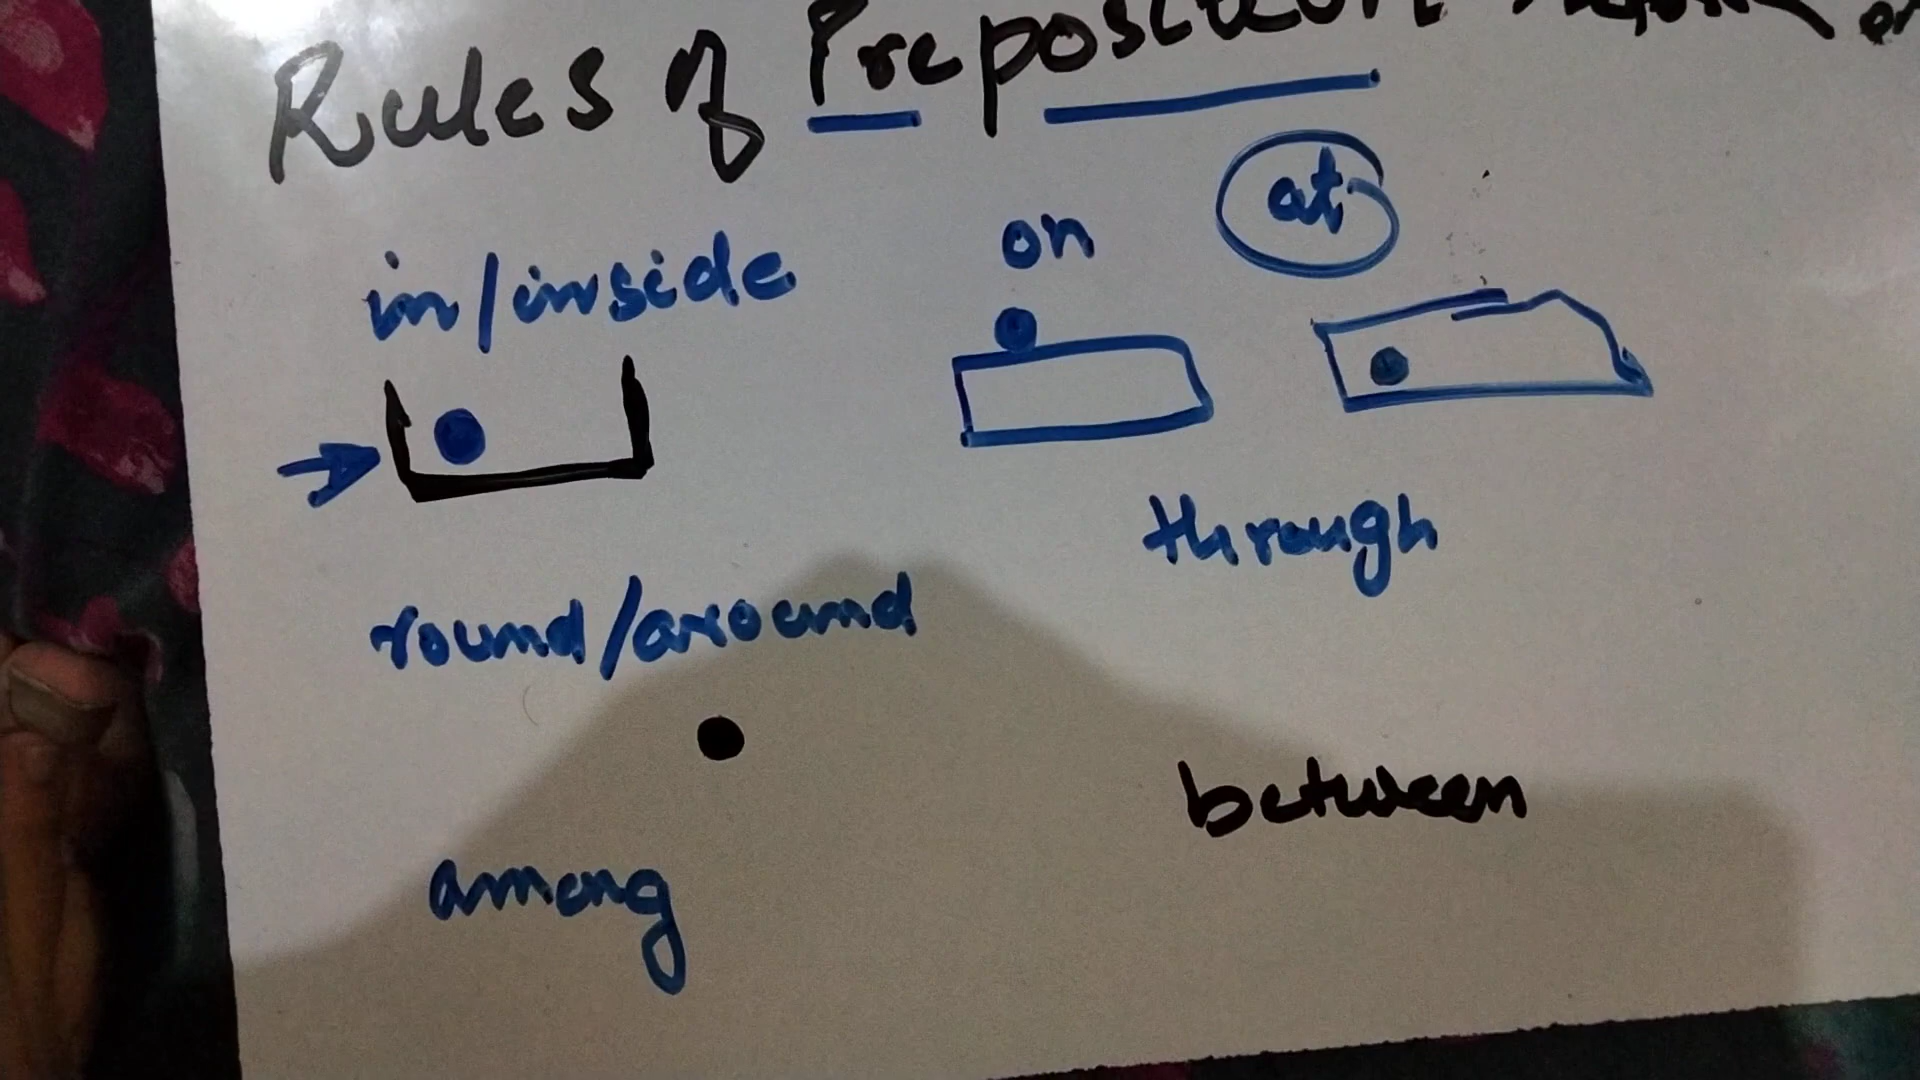 Rules of Preposition
in/inside
on
at
through
round/around
between
among